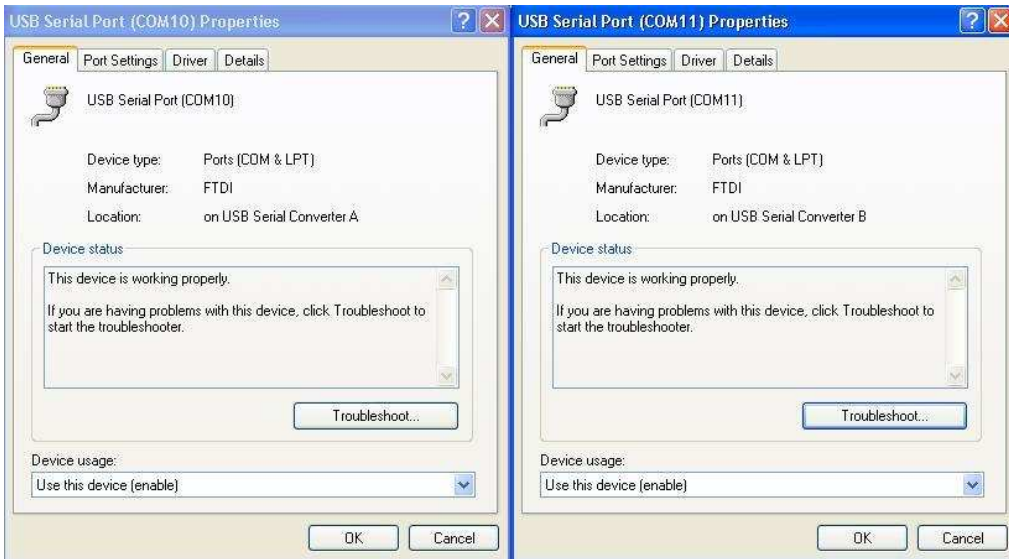 USB Serial Port (COM10) Properties
General Port Settings Driver Details
USB Serial Port (COM10)
Device type: Ports (COM & LPT)
Manufacturer: FTDI
Location: on USB Serial Converter A
Device status
This device is working properly.
If you are having problems with this device, click Troubleshoot to
start the troubleshooter.
Troubleshoot...
Device usage:
Use this device (enable)
OK Cancel
USB Serial Port (COM11) Properties
General Port Settings Driver Details
USB Serial Port (COM11)
Device type: Ports (COM & LPT)
Manufacturer: FTDI
Location: on USB Serial Converter B
Device status
This device is working properly.
If you are having problems with this device, click Troubleshoot to
start the troubleshooter.
Troubleshoot...
Device usage:
Use this device (enable)
OK Cancel